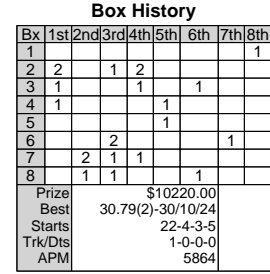 Box History
Bx 1st 2nd 3rd 4th 5th 6th 7th 8th
1 1
2 2 1 2
3 1 1 1
4 1 1
5 1
6 2 1
7 2 1 1
8 1 1 1
Prize $10220.00
Best 30.79(2)-30/10/24
Starts 22-4-3-5
Trk/Dts 1-0-0-0
APM 5864